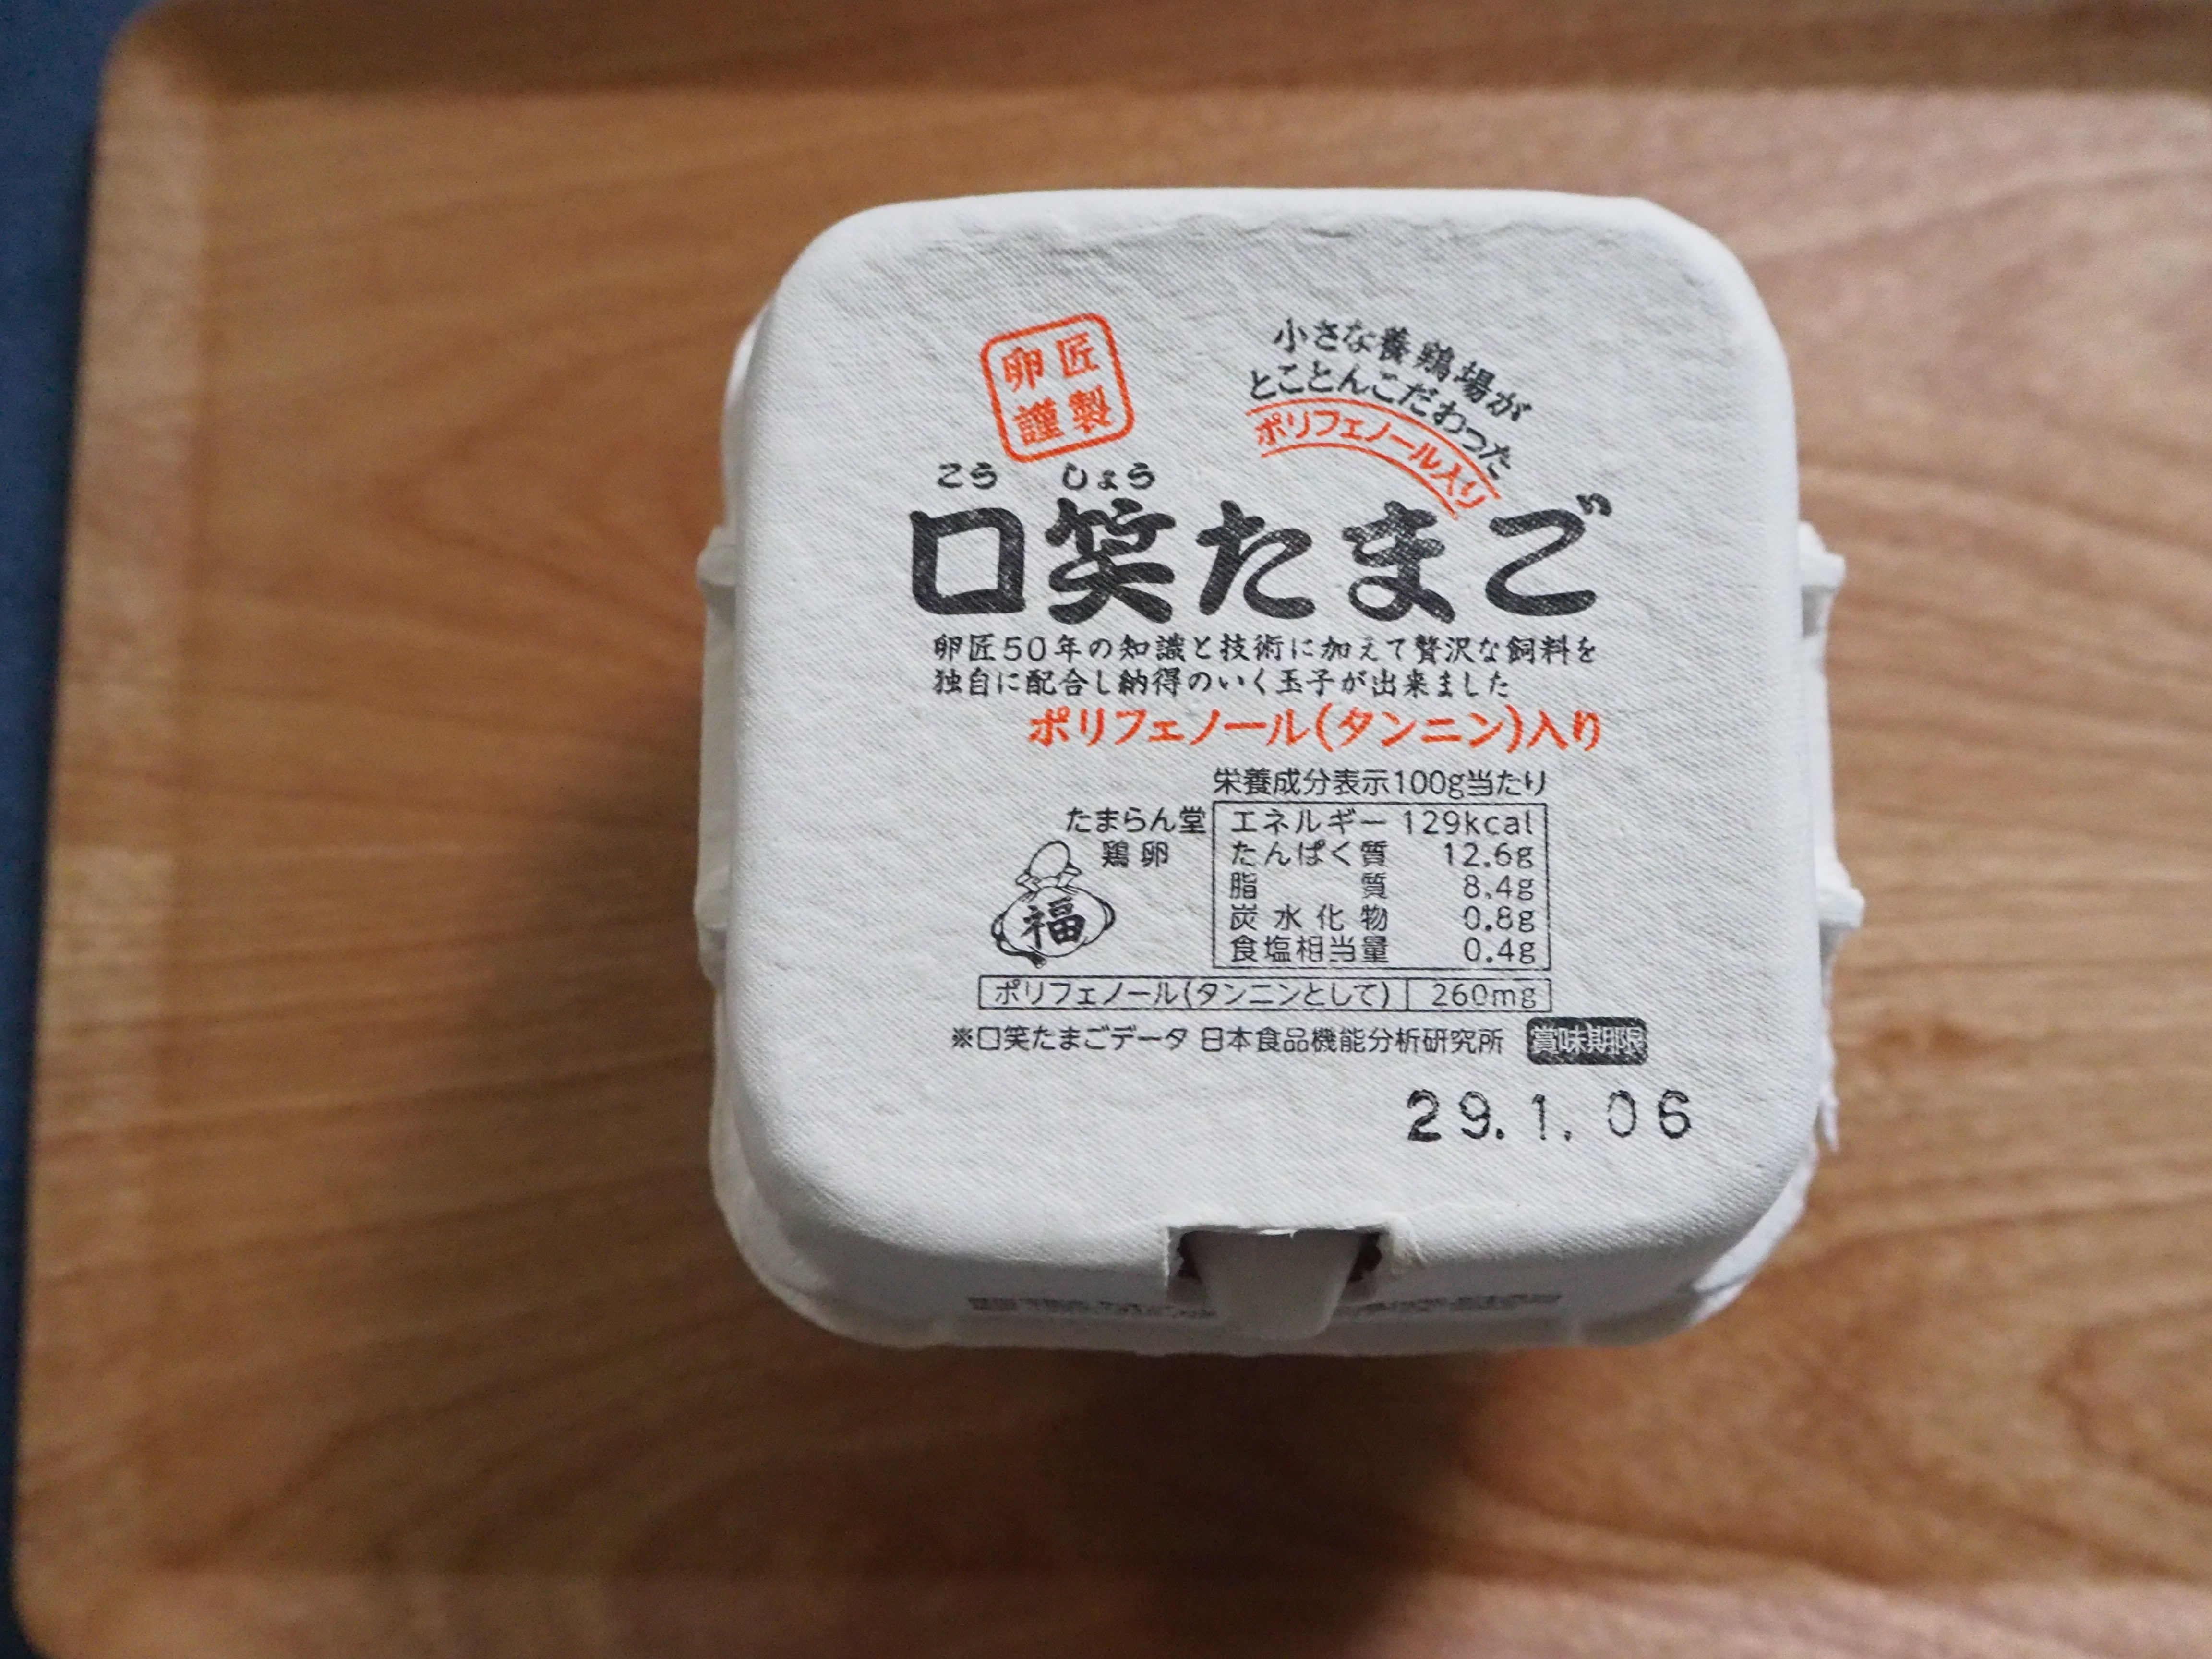 卵匠
謹製
小さな養鶏場が
とことんこだわった
ポリフェノール入り
こう しょう
口笑たまご
卵匠50年の知識と技術に加えて贅沢な飼料を
独自に配合し納得のいく玉子が出来ました
ポリフェノール(タンニン)入り
栄養成分表示100g当たり
たまらん堂
鶏卵
福
エネルギー 129kcal
たんぱく質 12.6g
脂質 8.4g
炭水化物 0.8g
食塩相当量 0.4g
ポリフェノール(タンニンとして) 260mg
※口笑たまごデータ 日本食品機能分析研究所 賞味期限
29.1.06